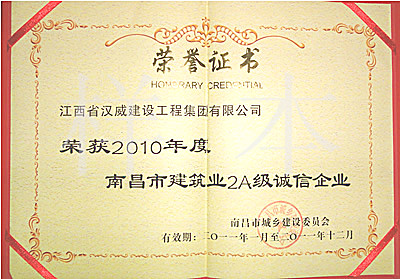 荣誉证书
HONORARY CREDENTIAL
江西省汉威建设工程集团有限公司
荣获2010年度
南昌市建筑业2A级诚信企业
南昌市城乡建设委员会
有效期:二〇一一年一月至二〇一一年十二月
样本